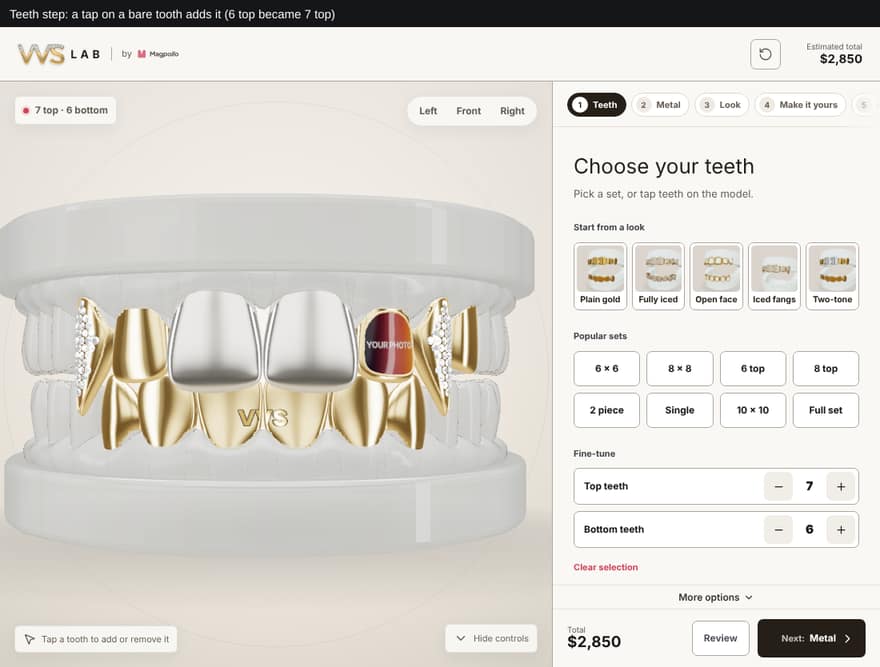 Teeth step: a tap on a bare tooth adds it (6 top became 7 top)
VVS LAB by Magpollo
Estimated total
$2,850
7 top · 6 bottom
Left Front Right
1 Teeth 2 Metal 3 Look 4 Make it yours 5
Choose your teeth
Pick a set, or tap teeth on the model.
Start from a look
Plain gold Fully iced Open face Iced fangs Two-tone
YOUR PHOTO
VVS
Popular sets
6 × 6 8 × 8 6 top 8 top
2 piece Single 10 × 10 Full set
Fine-tune
Top teeth − 7 +
Bottom teeth − 6 +
Clear selection
More options
Tap a tooth to add or remove it
Hide controls
Total
$2,850
Review
Next: Metal